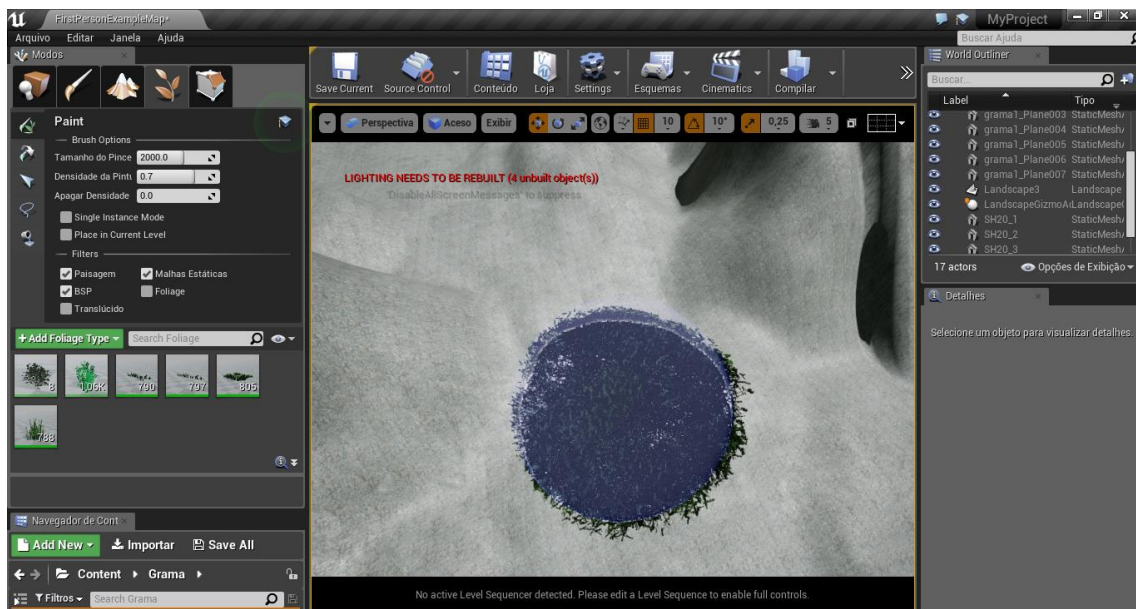 FirstPersonExampleMap*
MyProject
Arquivo Editar Janela Ajuda
Buscar Ajuda
Modos
Save Current Source Control Conteúdo Loja Settings Esquemas Cinematics Compilar
World Outliner
Buscar...
Label Tipo
grama1_Plane003 StaticMesh
grama1_Plane005 StaticMesh
grama1_Plane006 StaticMesh
grama1_Plane007 StaticMesh
Landscape3 Landscape
LandscapeGizmoAc Landscape
SH20_1 StaticMesh
SH20_2 StaticMesh
SH20_3 StaticMesh
17 actors Opções de Exibição
Detalhes
Selecione um objeto para visualizar detalhes.
Paint
Brush Options
Tamanho do Pince 2000.0
Densidade da Pintu 0.7
Apagar Densidade 0.0
Single Instance Mode
Place in Current Level
Filters
Paisagem Malhas Estáticas
BSP Foliage
Translúcido
+Add Foliage Type Search Foliage
8 1,06K 790 797 805
788
Perspectiva Aceso Exibir 10 10° 0,25 5
LIGHTING NEEDS TO BE REBUILT (4 unbuilt object(s))
'DisableAllScreenMessages' to suppress
Navegador de Cont
Add New Importar Save All
Content Grama
Filtros Search Grama
No active Level Sequencer detected. Please edit a Level Sequence to enable full controls.